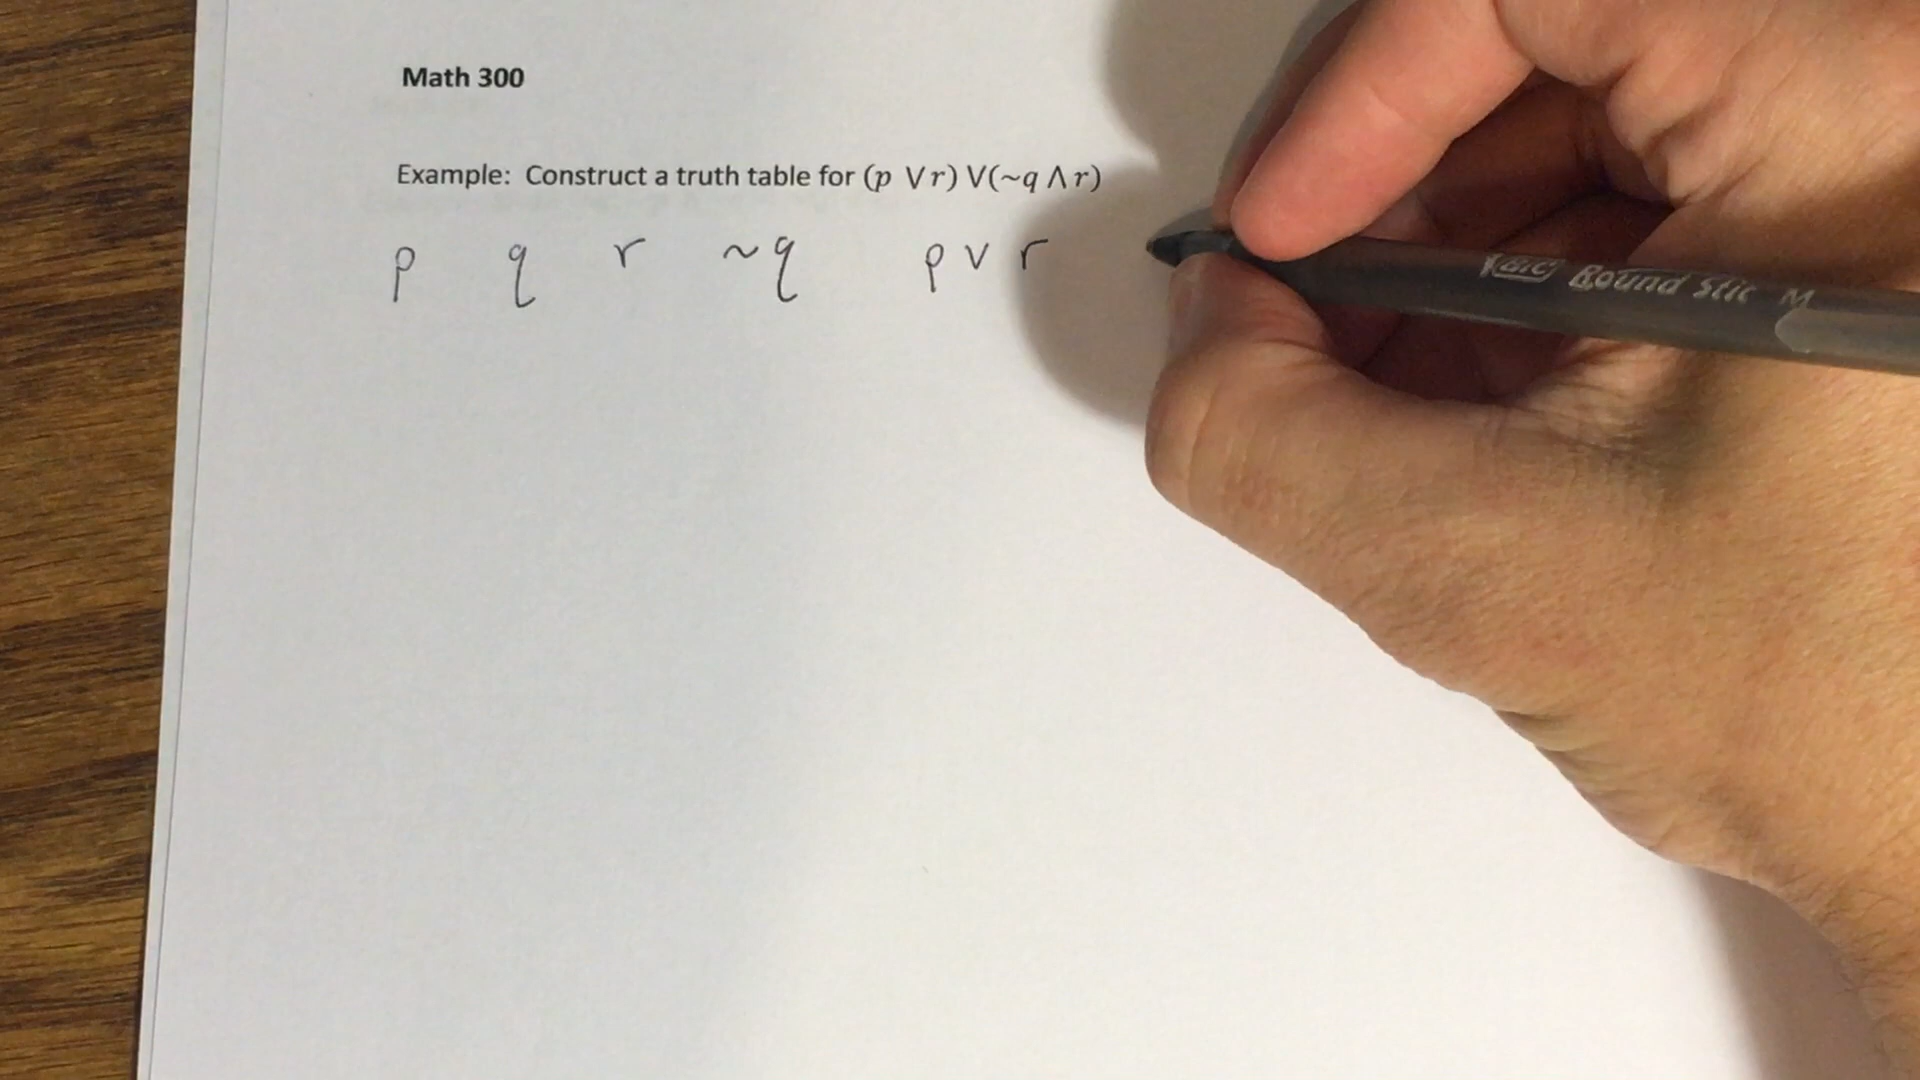 Math 300
Example: Construct a truth table for (p ∨ r) ∨(~q ∧ r)
p q r ~q p ∨ r
BIC Round Stic M